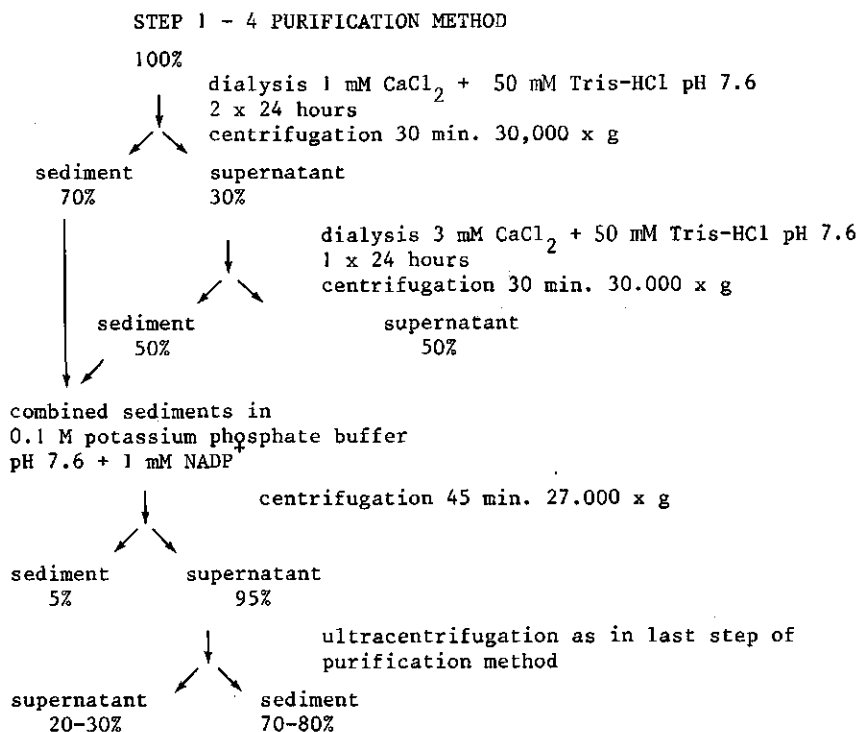 STEP 1 - 4 PURIFICATION METHOD
100%
dialysis 1 mM CaCl2 + 50 mM Tris-HCl pH 7.6
2 x 24 hours
centrifugation 30 min. 30,000 x g
sediment supernatant
70% 30%
dialysis 3 mM CaCl2 + 50 mM Tris-HCl pH 7.6
1 x 24 hours
centrifugation 30 min. 30.000 x g
sediment supernatant
50% 50%
combined sediments in
0.1 M potassium phosphate buffer
pH 7.6 + 1 mM NADP+
centrifugation 45 min. 27.000 x g
sediment supernatant
5% 95%
ultracentrifugation as in last step of
purification method
supernatant sediment
20-30% 70-80%